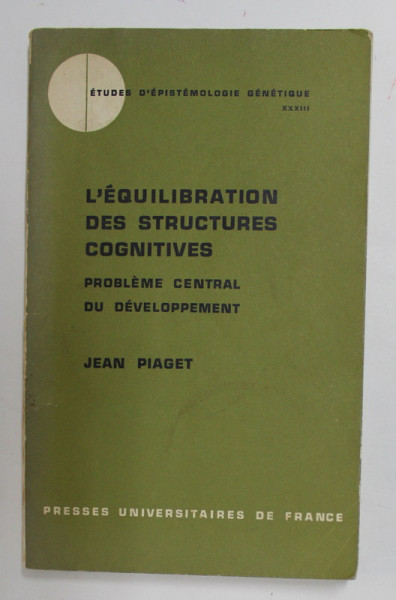 ÉTUDES D'ÉPISTÉMOLOGIE GÉNÉTIQUE
XXXIII
L'ÉQUILIBRATION
DES STRUCTURES
COGNITIVES
PROBLÈME CENTRAL
DU DÉVELOPPEMENT
JEAN PIAGET
PRESSES UNIVERSITAIRES DE FRANCE